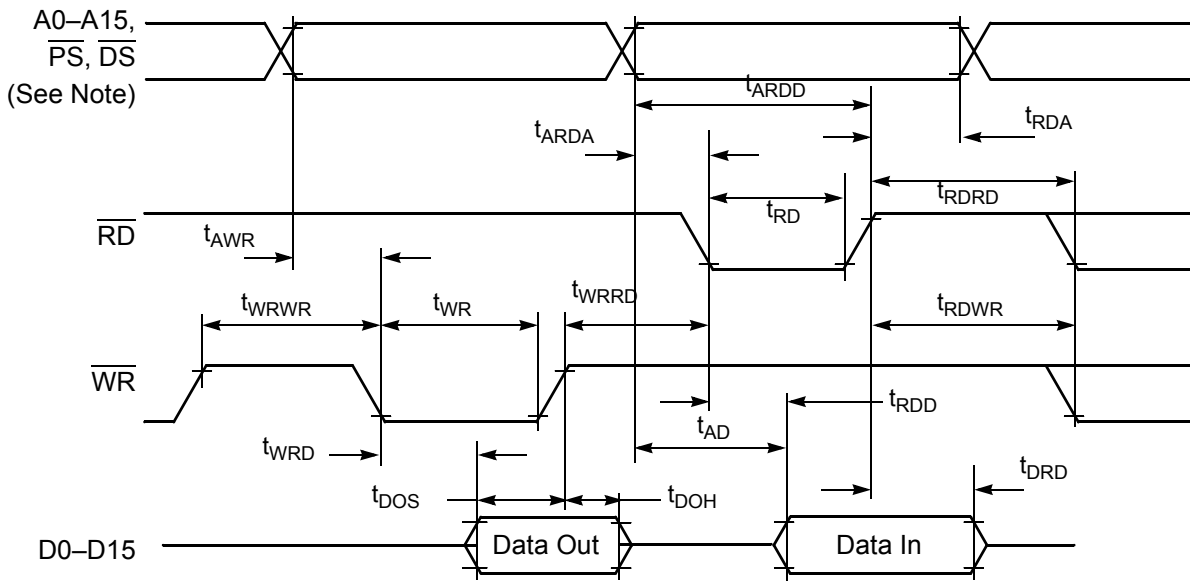 A0–A15,
PS, DS
(See Note)
tARDD
tRDA
tARDA
tRDRD
tRD
RD
tAWR
tWRWR
tWR
tWRRD
tRDWR
WR
tRDD
tAD
tWRD
tDRD
tDOS
tDOH
D0–D15
Data Out
Data In